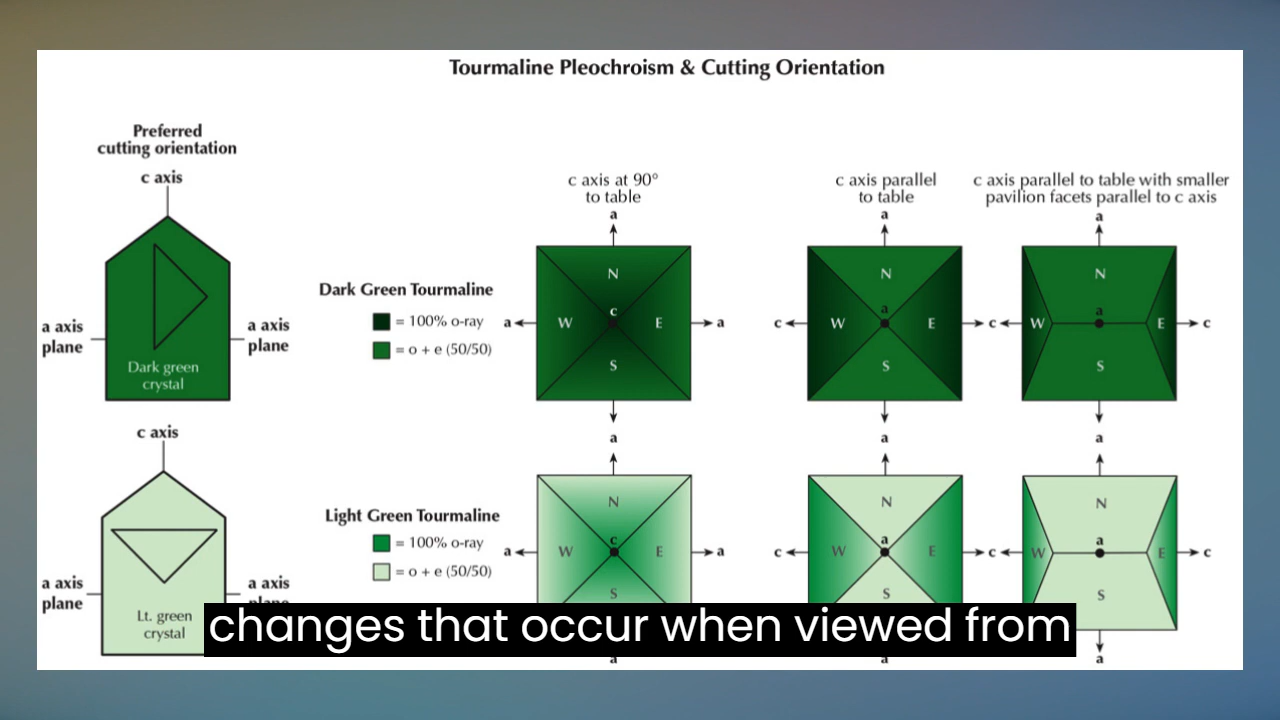 Tourmaline Pleochroism & Cutting Orientation
Preferred
cutting orientation
c axis
a axis
plane
a axis
plane
Dark green
crystal
Dark Green Tourmaline
= 100% o-ray
= o + e (50/50)
c axis at 90°
to table
a
N
c
a
W
E
a
S
a
c axis parallel
to table
a
N
a
c
W
E
c
S
a
c axis parallel to table with smaller
pavilion facets parallel to c axis
a
N
a
W
E
c
S
a
c axis
a axis
plane
a axis
plane
Lt. green
crystal
Light Green Tourmaline
= 100% o-ray
= o + e (50/50)
N
c
a
W
E
a
S
a
N
a
c
W
E
c
S
a
N
a
W
E
c
S
a
changes that occur when viewed from